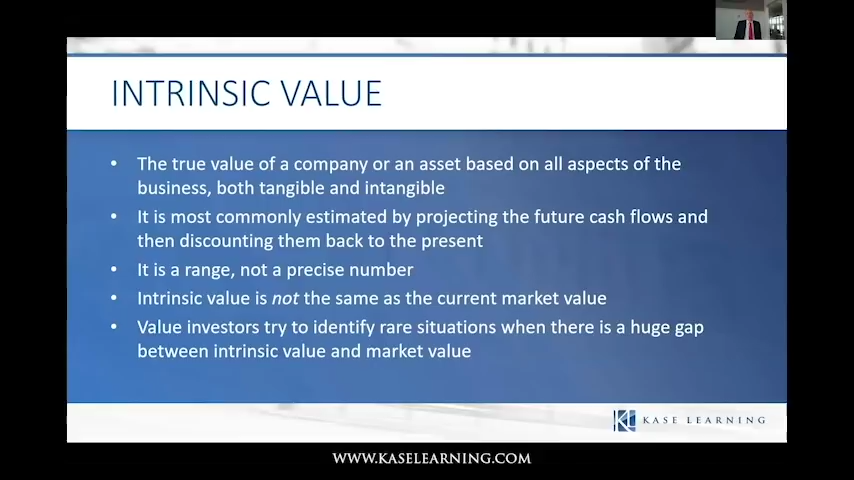 INTRINSIC VALUE
• The true value of a company or an asset based on all aspects of the
business, both tangible and intangible
• It is most commonly estimated by projecting the future cash flows and
then discounting them back to the present
• It is a range, not a precise number
• Intrinsic value is not the same as the current market value
• Value investors try to identify rare situations when there is a huge gap
between intrinsic value and market value
KL KASE LEARNING
WWW.KASELEARNING.COM